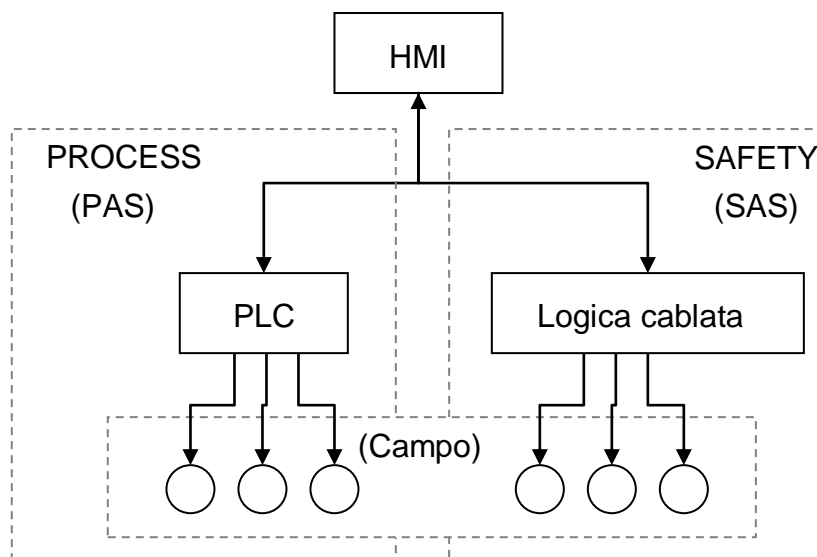 HMI
PROCESS
(PAS)
SAFETY
(SAS)
PLC
Logica cablata
(Campo)